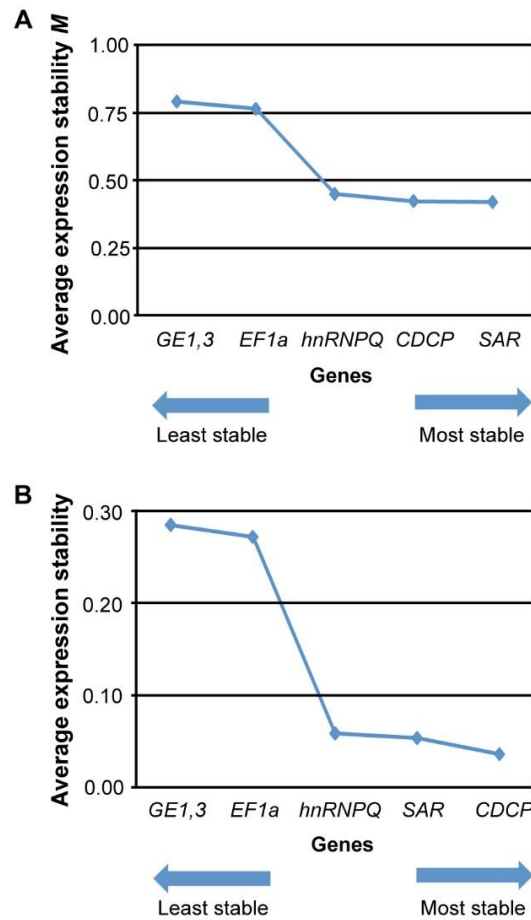 A
Average expression stability M
1.00
0.75
0.50
0.25
0.00
GE1,3 EF1a hnRNPQ CDCP SAR
Genes
Least stable Most stable
B
Average expression stability
0.30
0.20
0.10
0.00
GE1,3 EF1a hnRNPQ SAR CDCP
Genes
Least stable Most stable